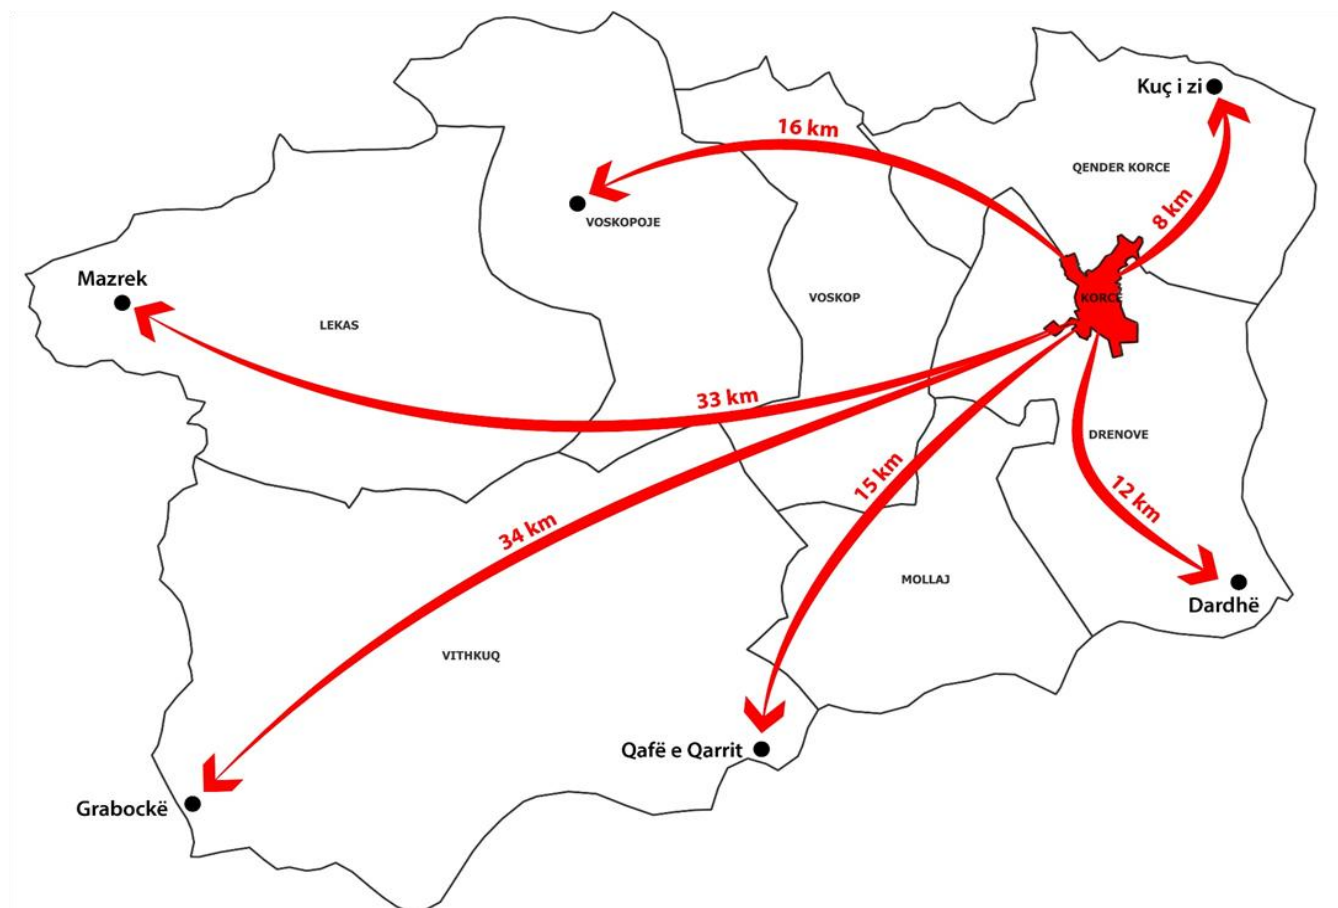 Kuç i zi
16 km
QENDER KORCE
8 km
VOSKOPOJE
Mazrek
VOSKOP
KORCE
LEKAS
33 km
DRENOVE
15 km
12 km
34 km
MOLLAJ
Dardhë
VITHKUQ
Qafë e Qarrit
Grabockë